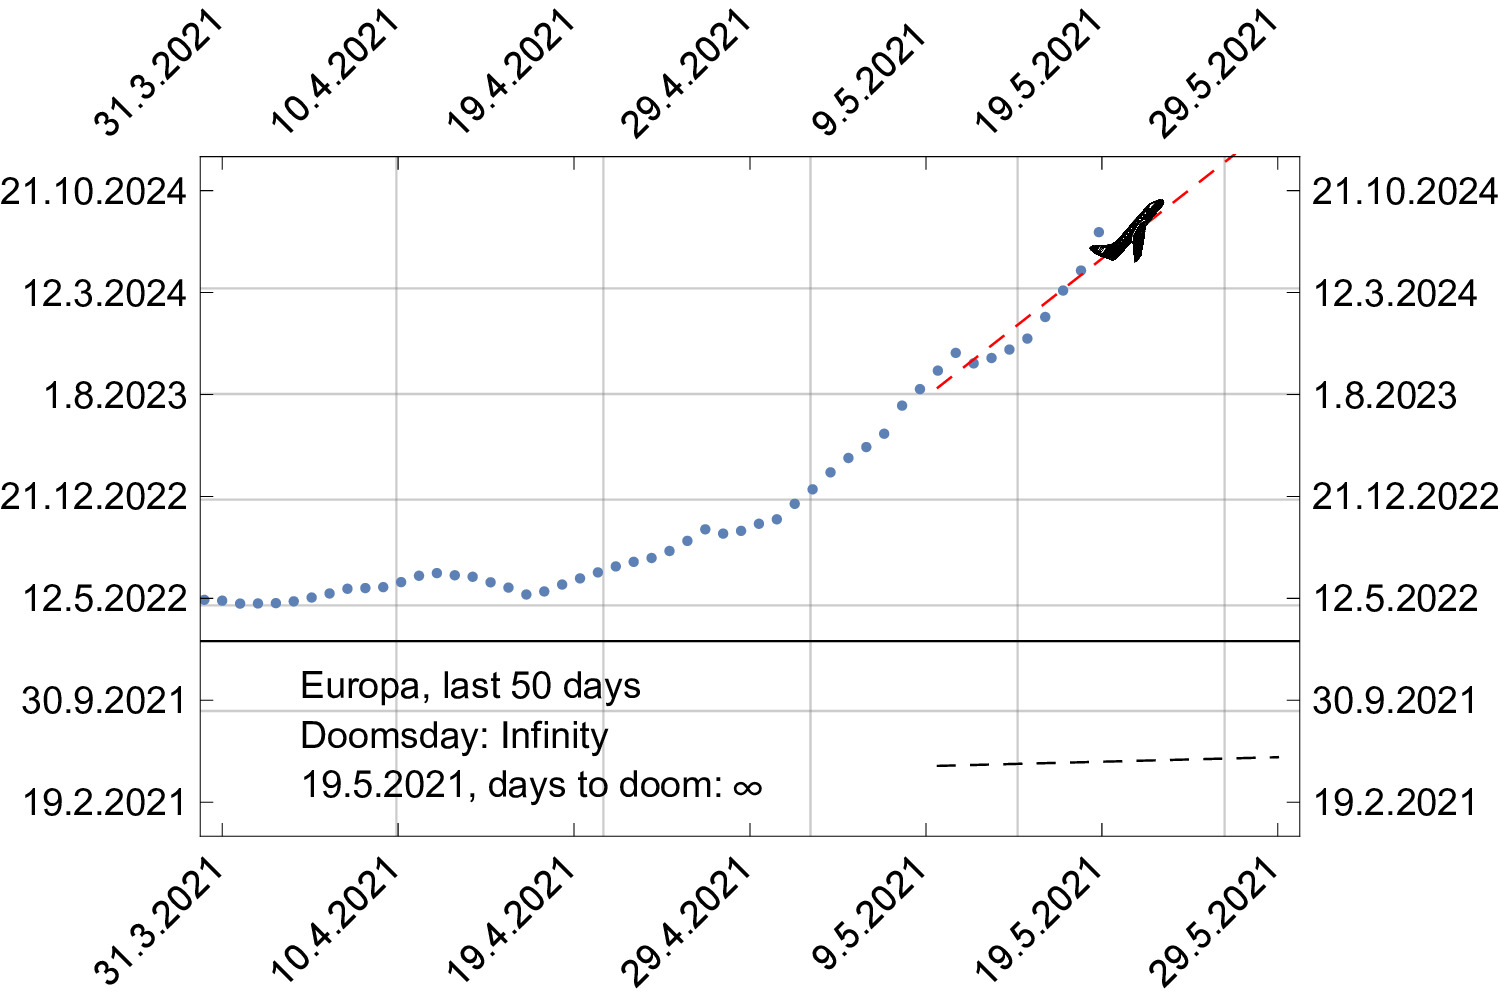 31.3.2021 10.4.2021 19.4.2021 29.4.2021 9.5.2021 19.5.2021 29.5.2021
21.10.2024 21.10.2024
12.3.2024 12.3.2024
1.8.2023 1.8.2023
21.12.2022 21.12.2022
12.5.2022 12.5.2022
Europa, last 50 days
30.9.2021 30.9.2021
Doomsday: Infinity
19.5.2021, days to doom: ∞
19.2.2021 19.2.2021
31.3.2021 10.4.2021 19.4.2021 29.4.2021 9.5.2021 19.5.2021 29.5.2021